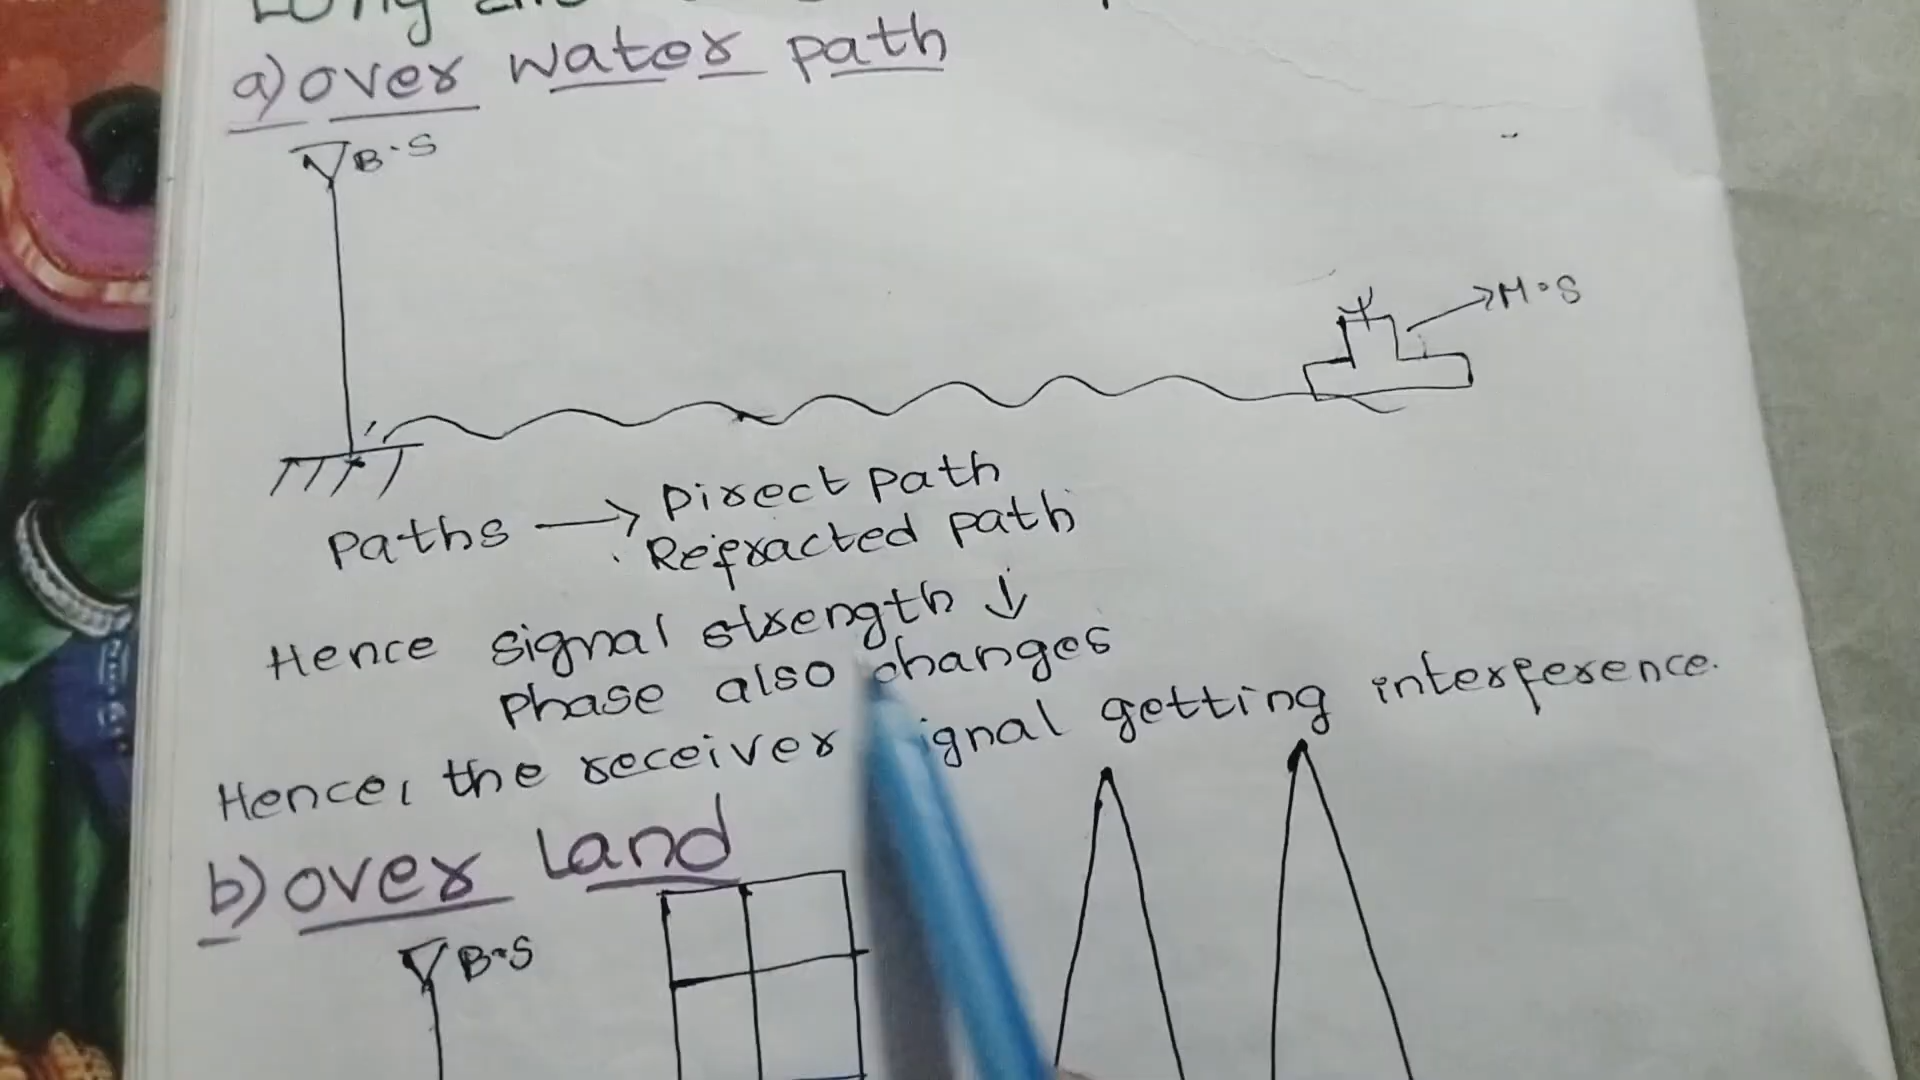 a) over water path
B.S
M.S
Paths → Direct path
Refracted path
Hence signal strength ↓
Phase also changes
Hence, the receiver signal getting interference.
b) over Land
B.S